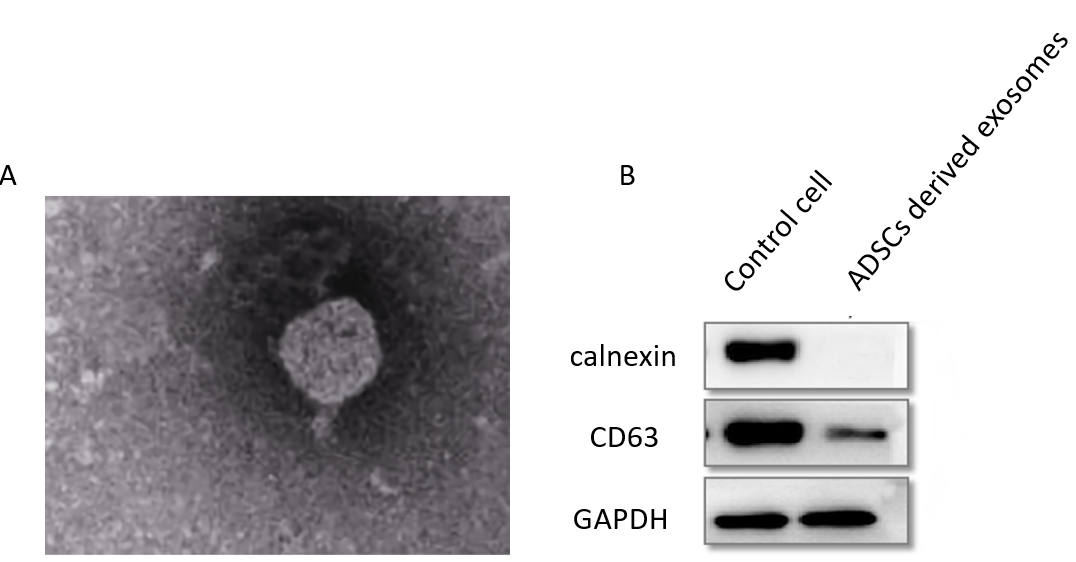 A
B
Control cell
ADSCs derived exosomes
calnexin
CD63
GAPDH